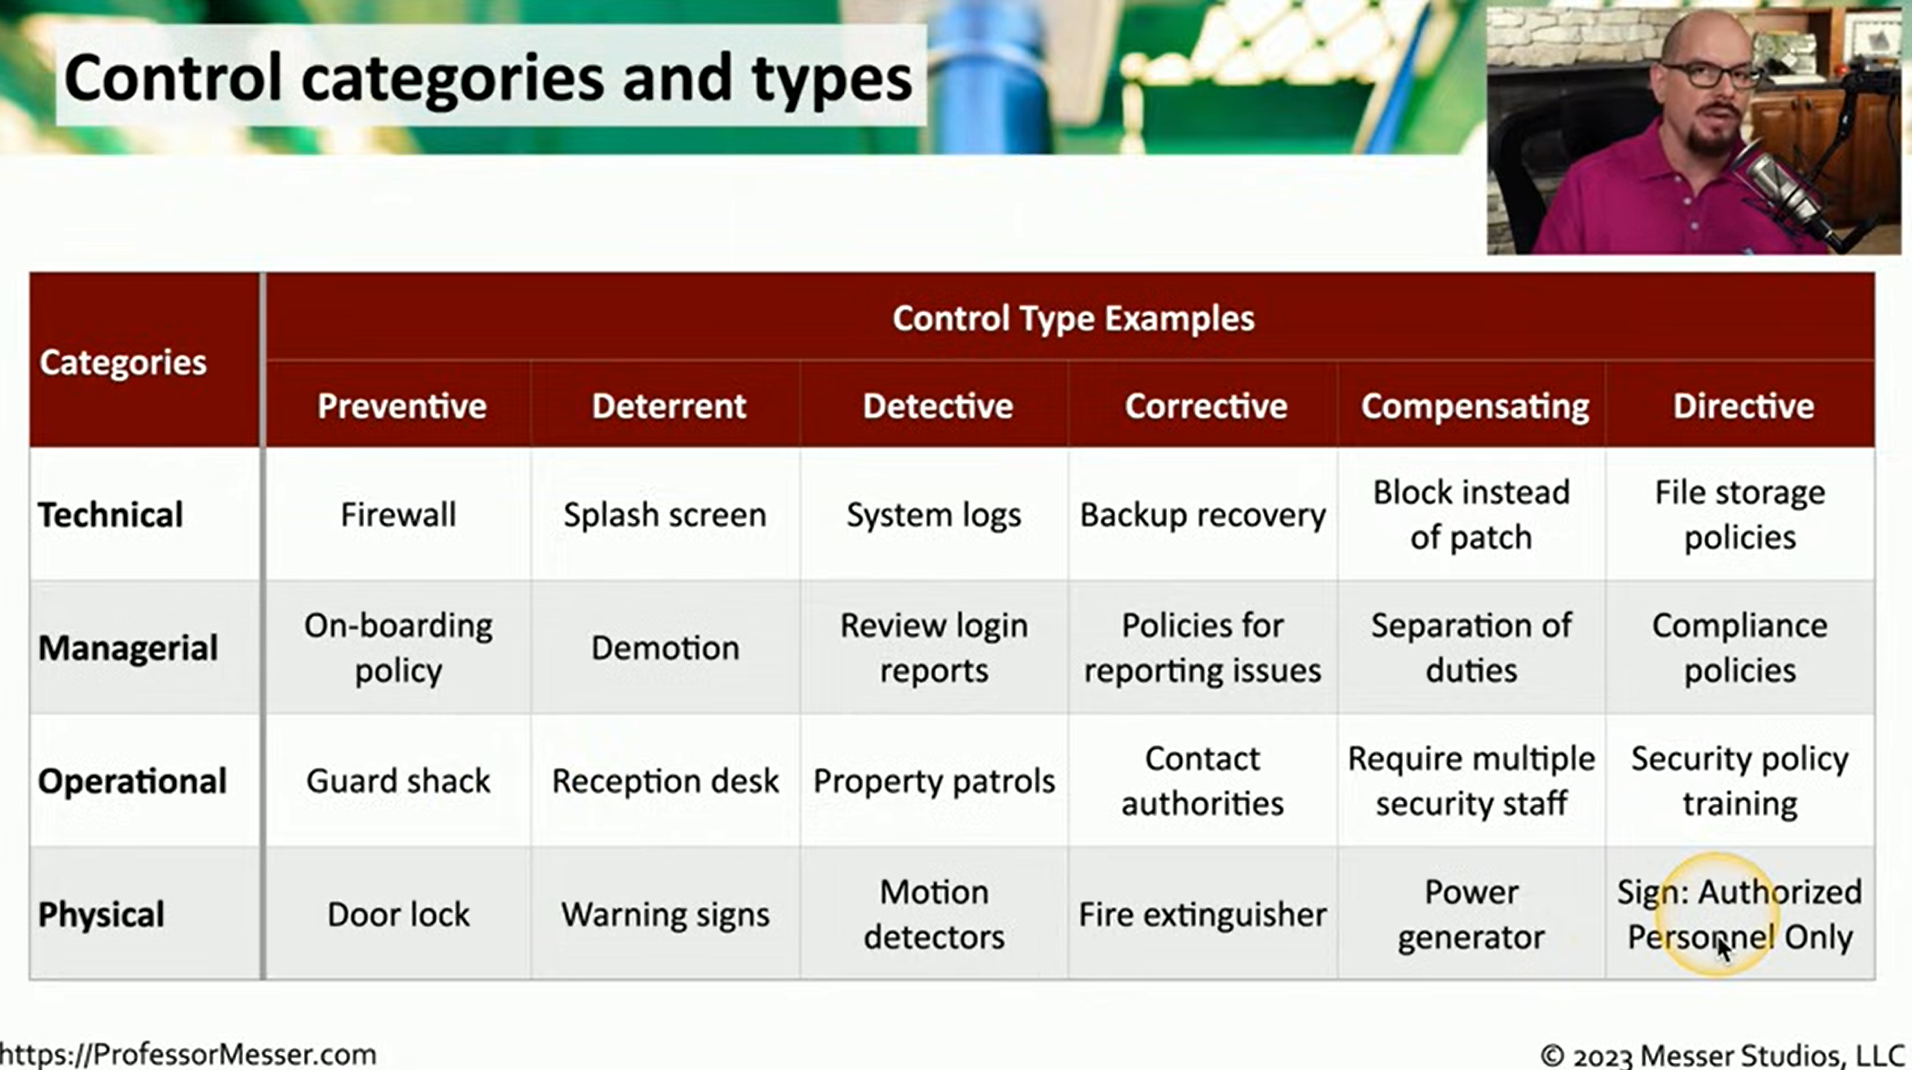 Control categories and types
Categories
Control Type Examples
Preventive Deterrent Detective Corrective Compensating Directive
Technical Firewall Splash screen System logs Backup recovery Block instead of patch File storage policies
Managerial On-boarding policy Demotion Review login reports Policies for reporting issues Separation of duties Compliance policies
Operational Guard shack Reception desk Property patrols Contact authorities Require multiple security staff Security policy training
Physical Door lock Warning signs Motion detectors Fire extinguisher Power generator Sign: Authorized Personnel Only
https://ProfessorMesser.com
© 2023 Messer Studios, LLC